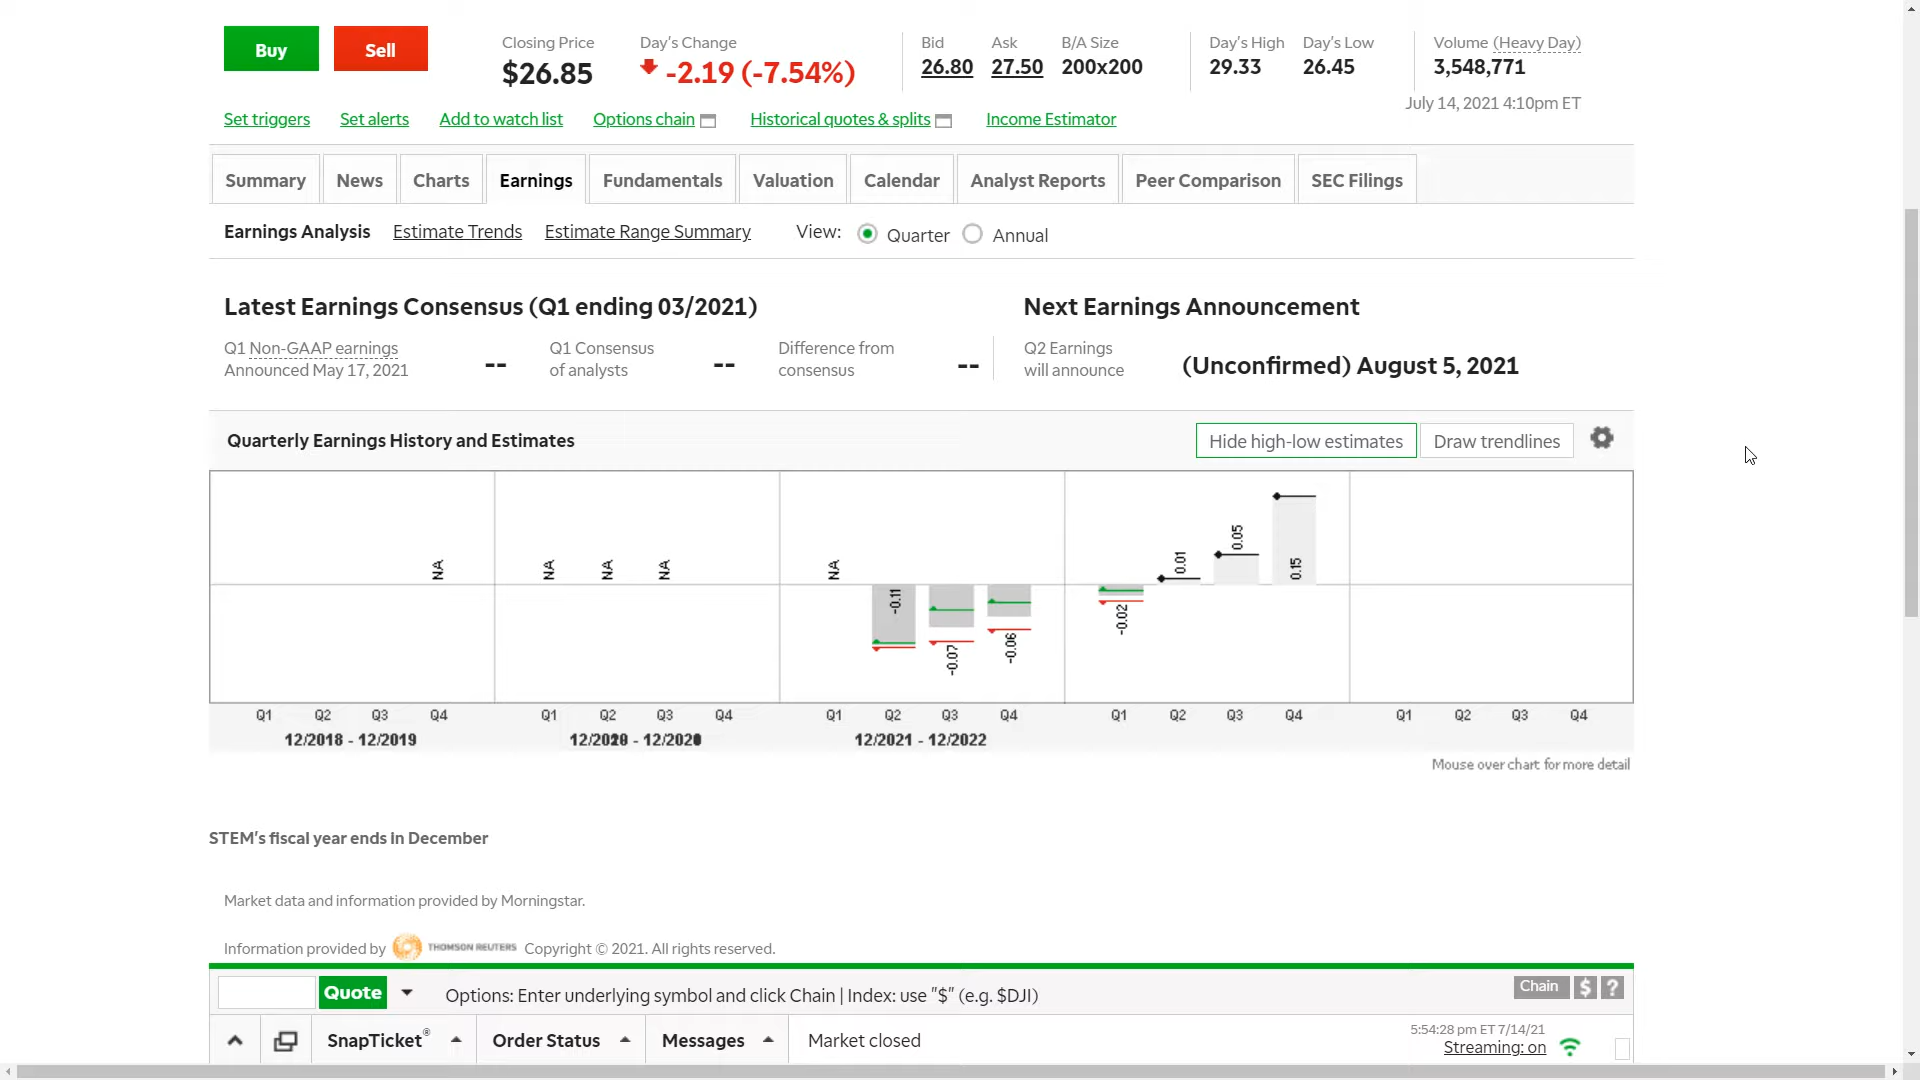 Buy
Sell
Closing Price
$26.85
Day's Change
-2.19 (-7.54%)
Bid
26.80
Ask
27.50
B/A Size
200x200
Day's High
29.33
Day's Low
26.45
Volume (Heavy Day)
3,548,771
July 14, 2021 4:10pm ET
Set triggers
Set alerts
Add to watch list
Options chain
Historical quotes & splits
Income Estimator
Summary
News
Charts
Earnings
Fundamentals
Valuation
Calendar
Analyst Reports
Peer Comparison
SEC Filings
Earnings Analysis
Estimate Trends
Estimate Range Summary
View:
Quarter
Annual
Latest Earnings Consensus (Q1 ending 03/2021)
Q1 Non-GAAP earnings
Announced May 17, 2021
--
Q1 Consensus
of analysts
--
Difference from
consensus
--
Next Earnings Announcement
Q2 Earnings
will announce
(Unconfirmed) August 5, 2021
Quarterly Earnings History and Estimates
Hide high-low estimates
Draw trendlines
NA
NA
NA
NA
NA
-0.11
-0.07
-0.06
-0.02
0.01
0.05
0.15
Q1 Q2 Q3 Q4
Q1 Q2 Q3 Q4
Q1 Q2 Q3 Q4
Q1 Q2 Q3 Q4
Q1 Q2 Q3 Q4
12/2018 - 12/2019
12/2021 - 12/2022
Mouse over chart for more detail
STEM's fiscal year ends in December
Market data and information provided by Morningstar.
Information provided by THOMSON REUTERS Copyright © 2021. All rights reserved.
Quote
Options: Enter underlying symbol and click Chain | Index: use "$" (e.g. $DJI)
Chain
$
?
SnapTicket®
Order Status
Messages
Market closed
5:54:28 pm ET 7/14/21
Streaming: on